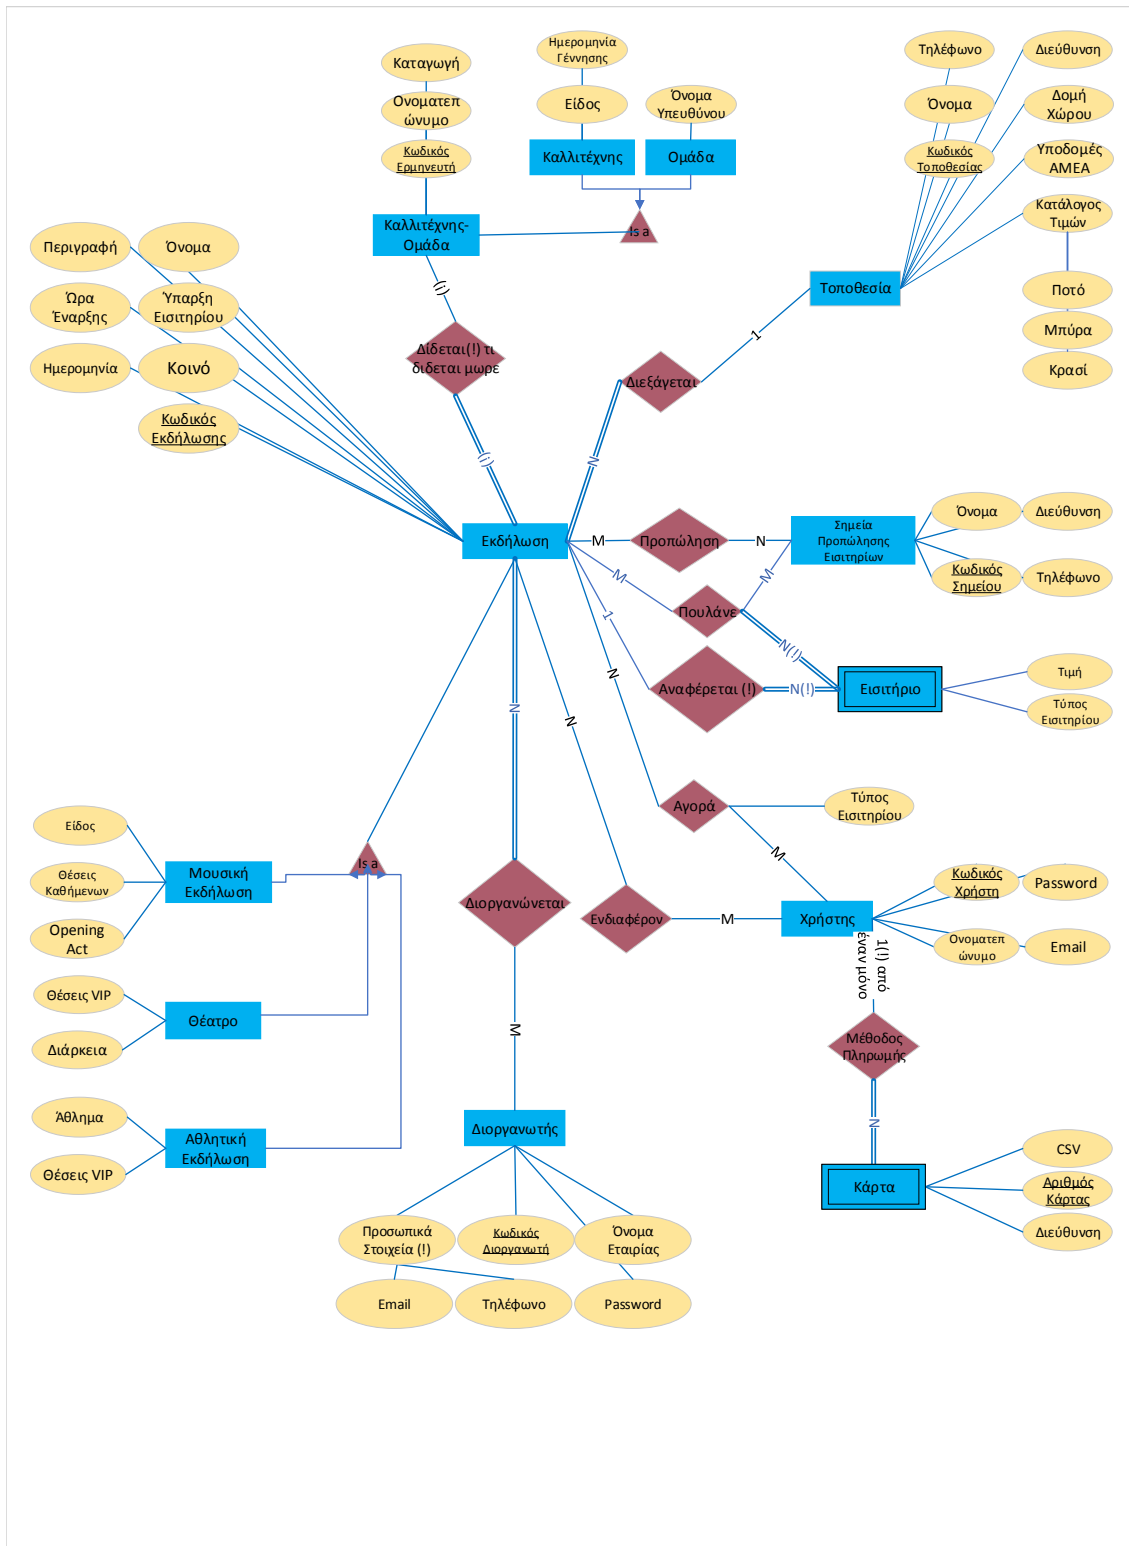 Καταγωγή
Ονοματεπ
ώνυμο
Κωδικός
Ερμηνευτή
Ημερομηνία
Γέννησης
Είδος
Όνομα
Υπευθύνου
Καλλιτέχνης
Ομάδα
Is a
Καλλιτέχνης-
Ομάδα
Τηλέφωνο
Διεύθυνση
Όνομα
Δομή
Χώρου
Κωδικός
Τοποθεσίας
Υποδομές
ΑΜΕΑ
Κατάλογος
Τιμών
Ποτό
Μπύρα
Κρασί
Τοποθεσία
Περιγραφή
Όνομα
Ώρα
Έναρξης
Ύπαρξη
Εισιτηρίου
Ημερομηνία
Κοινό
Κωδικός
Εκδήλωσης
(i)
Δίδεται(!) τι
διδεται μωρε
(i)
Διεξάγεται
1
N
Εκδήλωση
M
Προπώληση
N
Σημεία
Προπώλησης
Εισιτηρίων
Όνομα
Διεύθυνση
Κωδικός
Σημείου
Τηλέφωνο
M
Πουλάνε
M
N(!)
1
Αναφέρεται (!)
N(!)
Εισιτήριο
Τιμή
Τύπος
Εισιτηρίου
N
Αγορά
Τύπος
Εισιτηρίου
M
N
N
Ενδιαφέρον
M
Χρήστης
Κωδικός
Χρήστη
Password
Ονοματεπ
ώνυμο
Email
1(!) από
έναν μόνο
Μέθοδος
Πληρωμής
N
Κάρτα
CSV
Αριθμός
Κάρτας
Διεύθυνση
Είδος
Θέσεις
Καθήμενων
Opening
Act
Μουσική
Εκδήλωση
Is a
Θέσεις VIP
Διάρκεια
Θέατρο
Άθλημα
Θέσεις VIP
Αθλητική
Εκδήλωση
Διοργανώνεται
M
Διοργανωτής
Προσωπικά
Στοιχεία (!)
Κωδικός
Διοργανωτή
Όνομα
Εταιρίας
Email
Τηλέφωνο
Password